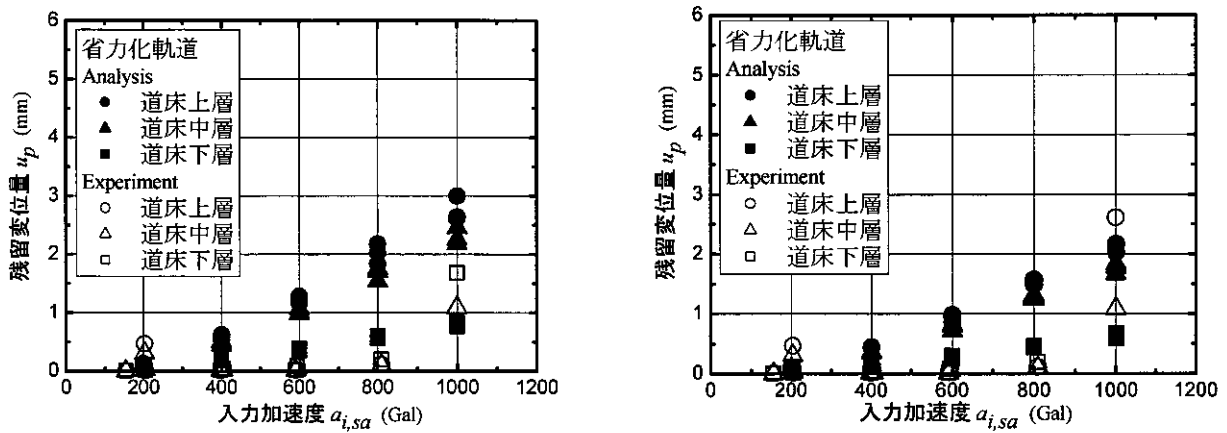 6
5
4
3
2
1
0
残留変位量 u_p (mm)
省力化軌道
Analysis
● 道床上層
▲ 道床中層
■ 道床下層
Experiment
○ 道床上層
△ 道床中層
□ 道床下層
0 200 400 600 800 1000 1200
入力加速度 a_{i,sa} (Gal)
6
5
4
3
2
1
0
残留変位量 u_p (mm)
省力化軌道
Analysis
● 道床上層
▲ 道床中層
■ 道床下層
Experiment
○ 道床上層
△ 道床中層
□ 道床下層
0 200 400 600 800 1000 1200
入力加速度 a_{i,sa} (Gal)